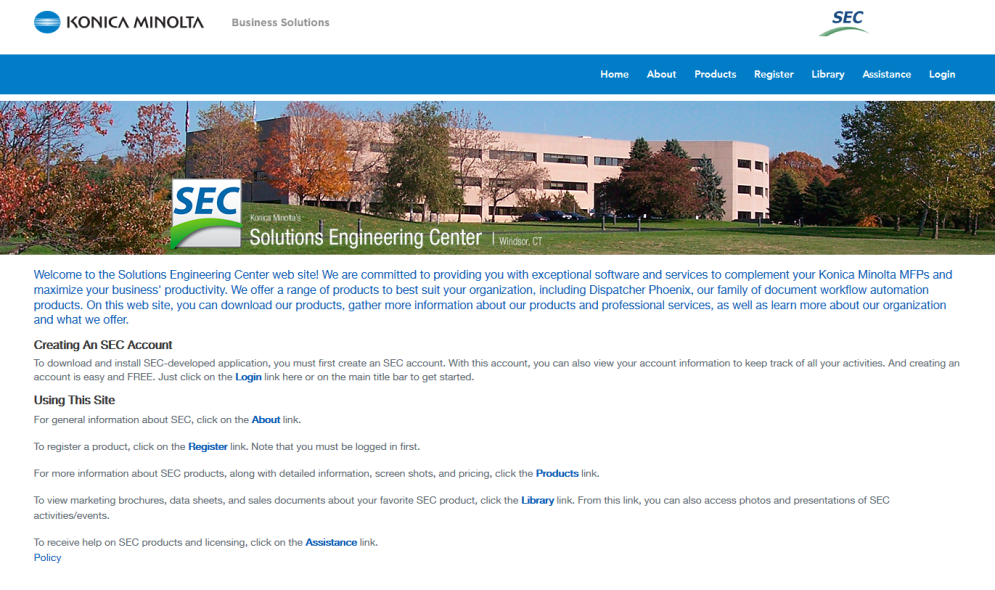 KONICA MINOLTA Business Solutions SEC
Home About Products Register Library Assistance Login
SEC
Konica Minolta's
Solutions Engineering Center | Windsor, CT
Welcome to the Solutions Engineering Center web site! We are committed to providing you with exceptional software and services to complement your Konica Minolta MFPs and
maximize your business' productivity. We offer a range of products to best suit your organization, including Dispatcher Phoenix, our family of document workflow automation
products. On this web site, you can download our products, gather more information about our products and professional services, as well as learn more about our organization
and what we offer.
Creating An SEC Account
To download and install SEC-developed application, you must first create an SEC account. With this account, you can also view your account information to keep track of all your activities. And creating an
account is easy and FREE. Just click on the Login link here or on the main title bar to get started.
Using This Site
For general information about SEC, click on the About link.
To register a product, click on the Register link. Note that you must be logged in first.
For more information about SEC products, along with detailed information, screen shots, and pricing, click the Products link.
To view marketing brochures, data sheets, and sales documents about your favorite SEC product, click the Library link. From this link, you can also access photos and presentations of SEC
activities/events.
To receive help on SEC products and licensing, click on the Assistance link.
Policy